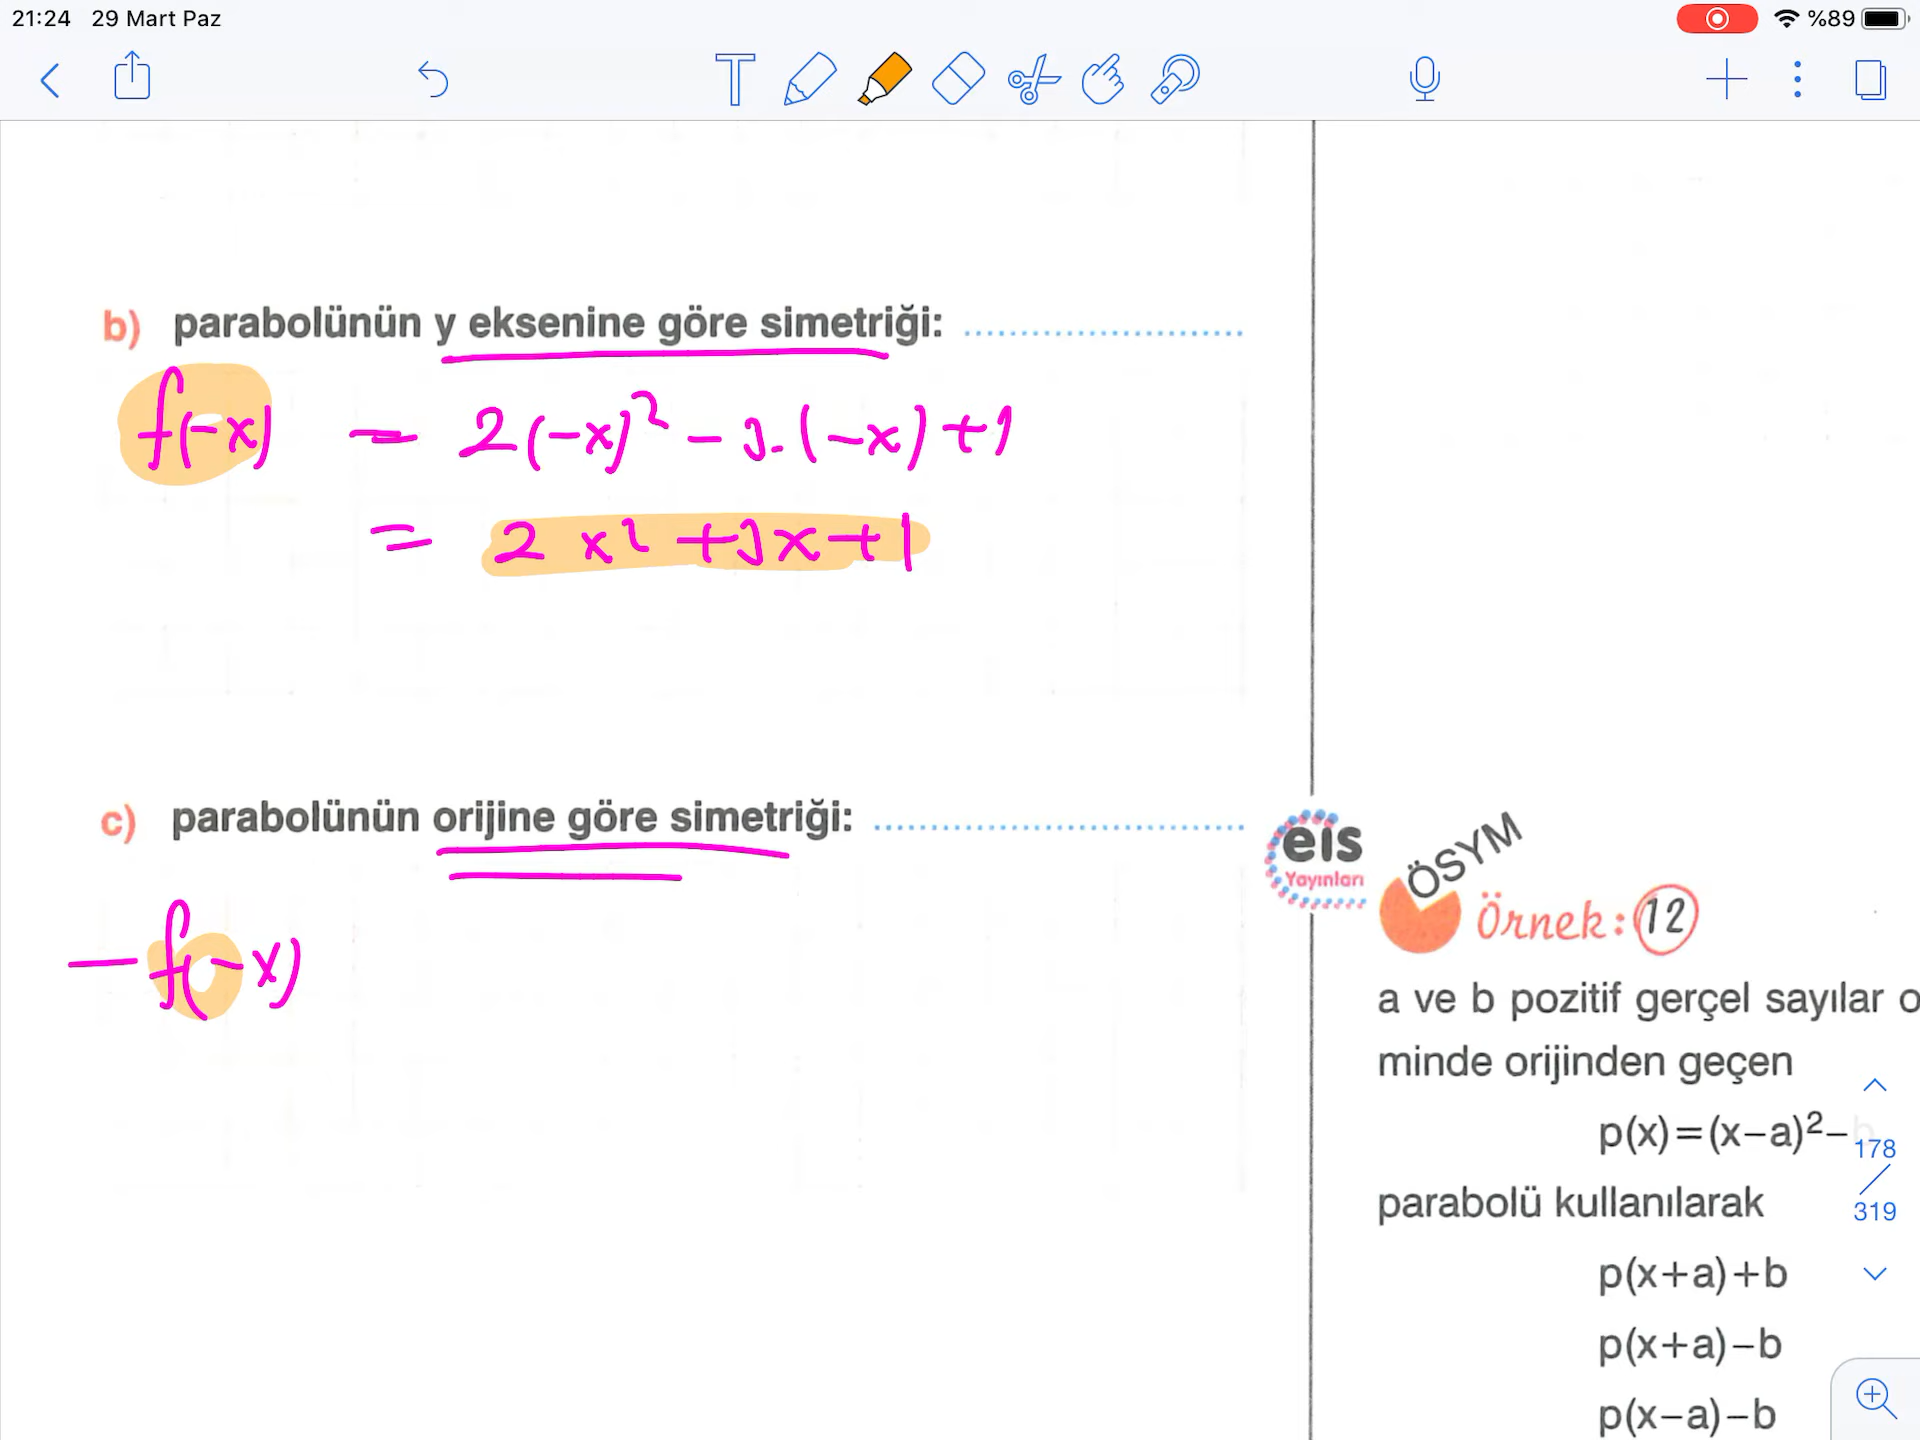 21:24 29 Mart Paz %89
b) parabolünün y eksenine göre simetriği: ........................
f(-x) = 2(-x)² - 3.(-x) + 1
= 2x² + 3x + 1
c) parabolünün orijine göre simetriği: ................................
- f(-x)
eis
Yayınları
ÖSYM
Örnek: 12
a ve b pozitif gerçel sayılar o
minde orijinden geçen
p(x)=(x-a)²-b
178
parabolü kullanılarak
319
p(x+a)+b
p(x+a)-b
p(x-a)-b